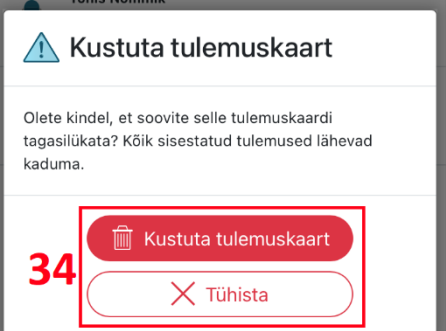 Tõnis Nõmmik
Kustuta tulemuskaart
Olete kindel, et soovite selle tulemuskaardi
tagasilükata? Kõik sisestatud tulemused lähevad
kaduma.
34
Kustuta tulemuskaart
Tühista